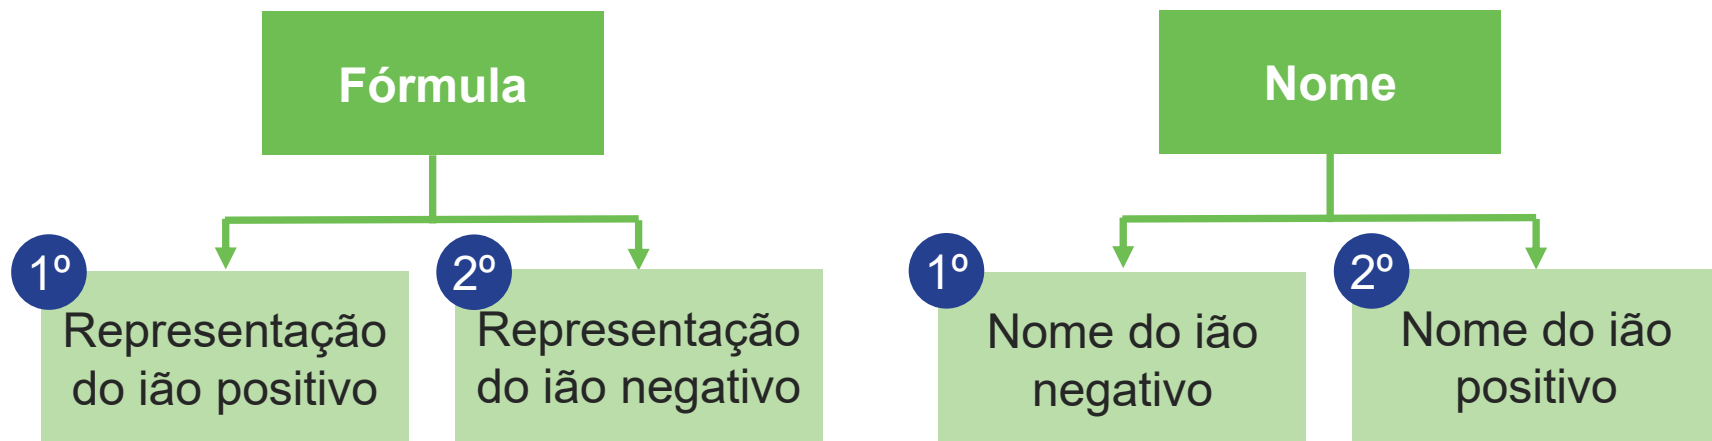 Fórmula
1º
Representação
do ião positivo
2º
Representação
do ião negativo
Nome
1º
Nome do ião
negativo
2º
Nome do ião
positivo